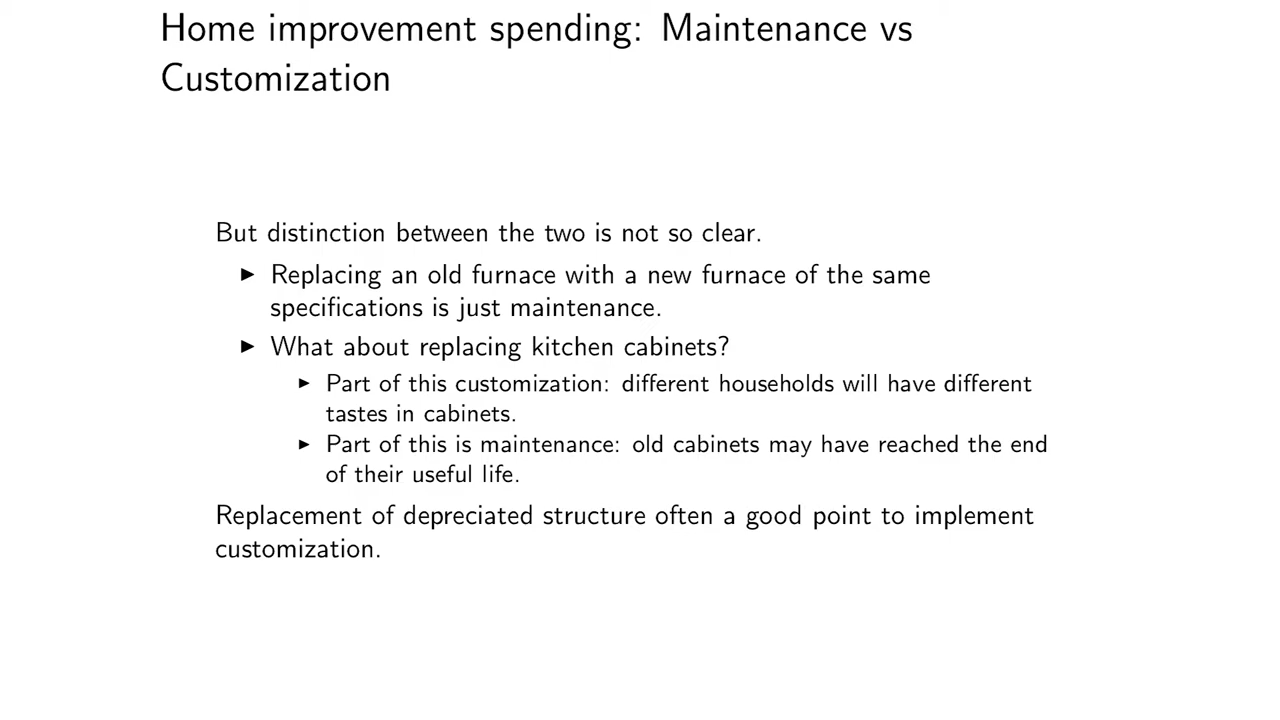 Home improvement spending: Maintenance vs
Customization
But distinction between the two is not so clear.
▶ Replacing an old furnace with a new furnace of the same
specifications is just maintenance.
▶ What about replacing kitchen cabinets?
▶ Part of this customization: different households will have different
tastes in cabinets.
▶ Part of this is maintenance: old cabinets may have reached the end
of their useful life.
Replacement of depreciated structure often a good point to implement
customization.